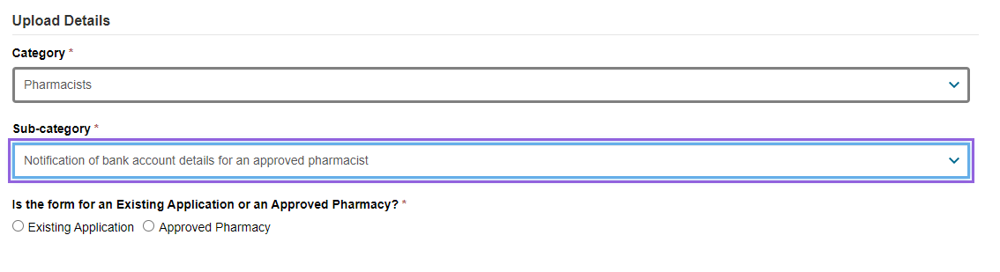 Upload Details
Category *
Pharmacists
Sub-category *
Notification of bank account details for an approved pharmacist
Is the form for an Existing Application or an Approved Pharmacy? *
Existing Application Approved Pharmacy